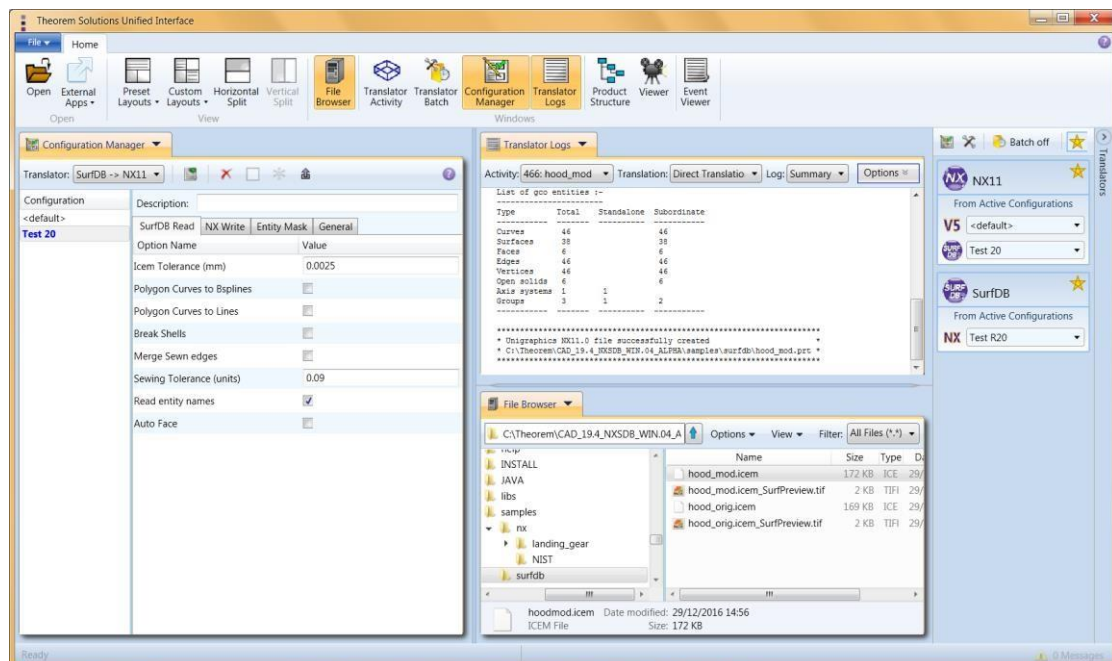 Theorem Solutions Unified Interface
File Home
Open External Apps Preset Layouts Custom Layouts Horizontal Split Vertical Split File Browser Translator Activity Translator Batch Configuration Manager Translator Logs Product Structure Viewer Event Viewer
Open View Windows
Configuration Manager
Translator: SurfDB -> NX11
Configuration
<default>
Test 20
Description:
SurfDB Read NX Write Entity Mask General
Option Name Value
Icem Tolerance (mm) 0.0025
Polygon Curves to Bsplines
Polygon Curves to Lines
Break Shells
Merge Sewn edges
Sewing Tolerance (units) 0.09
Read entity names
Auto Face
Translator Logs
Activity: 466: hood_mod Translation: Direct Translatio Log: Summary Options
List of gco entities :-
------------------------
Type Total Standalone Subordinate
----------- ------- ---------- -----------
Curves 46 46
Surfaces 38 38
Faces 6 6
Edges 46 46
Vertices 46 46
Open solids 6 6
Axis systems 1 1
Groups 3 1 2
----------- ------- ---------- -----------
**********************************************************************
* Unigraphics NX11.0 file successfully created *
* C:\Theorem\CAD_19.4_NXSDB_WIN.04_ALPHA\samples\surfdb\hood_mod.prt *
**********************************************************************
File Browser
C:\Theorem\CAD_19.4_NXSDB_WIN.04_A Options View Filter: All Files (*.*)
help
INSTALL
JAVA
libs
samples
nx
landing_gear
NIST
surfdb
Name Size Type Da
hood_mod.icem 172 KB ICE 29/
hood_mod.icem_SurfPreview.tif 2 KB TIFI 29/
hood_orig.icem 169 KB ICE 29/
hood_orig.icem_SurfPreview.tif 2 KB TIFI 29/
hoodmod.icem Date modified: 29/12/2016 14:56
ICEM File Size: 172 KB
Batch off
NX NX11
From Active Configurations
V5 <default>
SURF DB Test 20
SURF DB SurfDB
From Active Configurations
NX Test R20
Translators
Ready
0 Messages